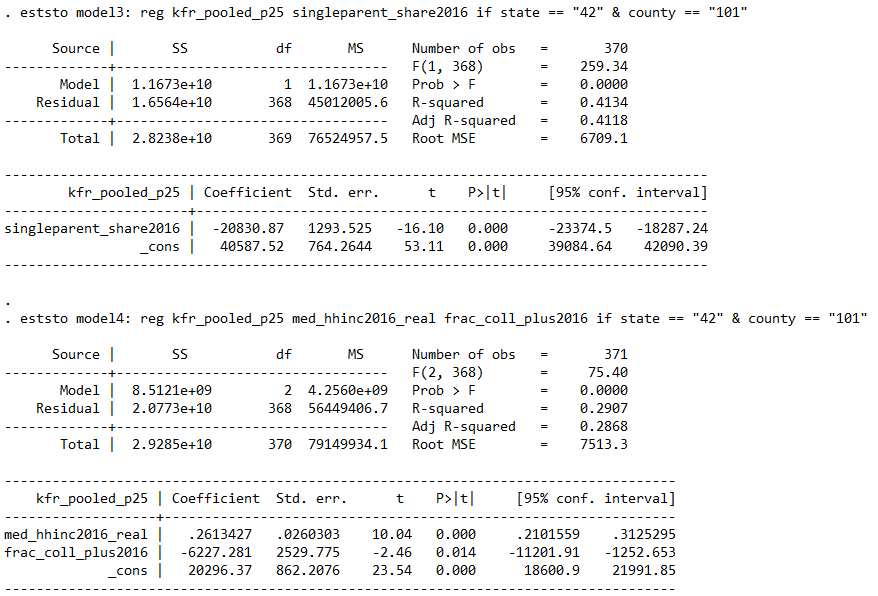 . eststo model3: reg kfr_pooled_p25 singleparent_share2016 if state == "42" & county == "101"
      Source |       SS           df       MS      Number of obs   =       370
-------------+----------------------------------   F(1, 368)       =    259.34
       Model |  1.1673e+10         1  1.1673e+10   Prob > F        =    0.0000
    Residual |  1.6564e+10       368  45012005.6   R-squared       =    0.4134
-------------+----------------------------------   Adj R-squared   =    0.4118
       Total |  2.8238e+10       369  76524957.5   Root MSE        =    6709.1
----------------------------------------------------------------------------------------
        kfr_pooled_p25 | Coefficient  Std. err.      t    P>|t|     [95% conf. interval]
-----------------------+----------------------------------------------------------------
singleparent_share2016 |  -20830.87   1293.525   -16.10   0.000     -23374.5   -18287.24
                 _cons |   40587.52   764.2644    53.11   0.000     39084.64    42090.39
----------------------------------------------------------------------------------------
.
. eststo model4: reg kfr_pooled_p25 med_hhinc2016_real frac_coll_plus2016 if state == "42" & county == "101"
      Source |       SS           df       MS      Number of obs   =       371
-------------+----------------------------------   F(2, 368)       =     75.40
       Model |  8.5121e+09         2  4.2560e+09   Prob > F        =    0.0000
    Residual |  2.0773e+10       368  56449406.7   R-squared       =    0.2907
-------------+----------------------------------   Adj R-squared   =    0.2868
       Total |  2.9285e+10       370  79149934.1   Root MSE        =    7513.3
------------------------------------------------------------------------------------
    kfr_pooled_p25 | Coefficient  Std. err.      t    P>|t|     [95% conf. interval]
-------------------+----------------------------------------------------------------
med_hhinc2016_real |   .2613427   .0260303    10.04   0.000     .2101559    .3125295
frac_coll_plus2016 |  -6227.281   2529.775    -2.46   0.014    -11201.91   -1252.653
             _cons |   20296.37   862.2076    23.54   0.000      18600.9    21991.85
------------------------------------------------------------------------------------